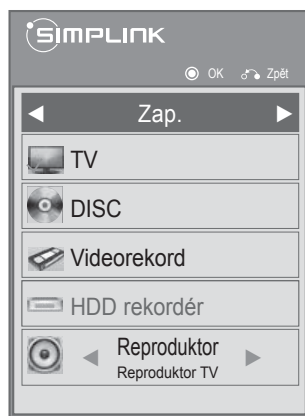 SIMPLINK
OK Zpět
Zap.
TV
DISC
Videorekord
HDD rekordér
Reproduktor
Reproduktor TV